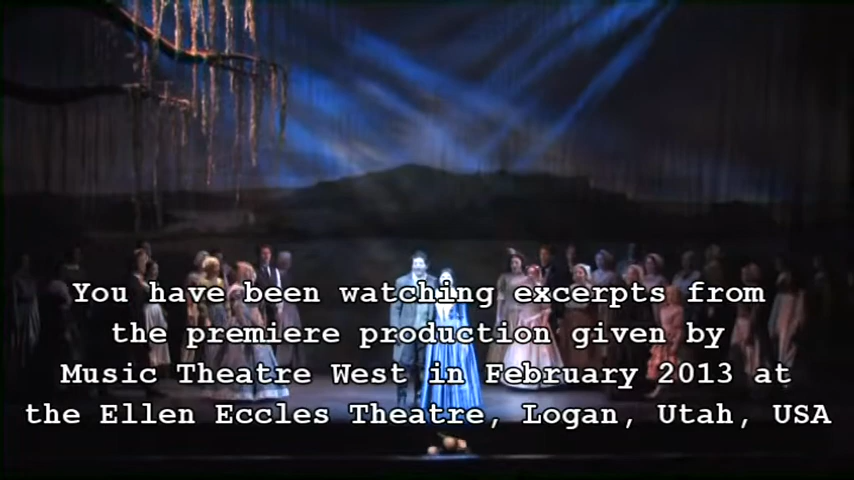 You have been watching excerpts from
the premiere production given by
Music Theatre West in February 2013 at
the Ellen Eccles Theatre, Logan, Utah, USA